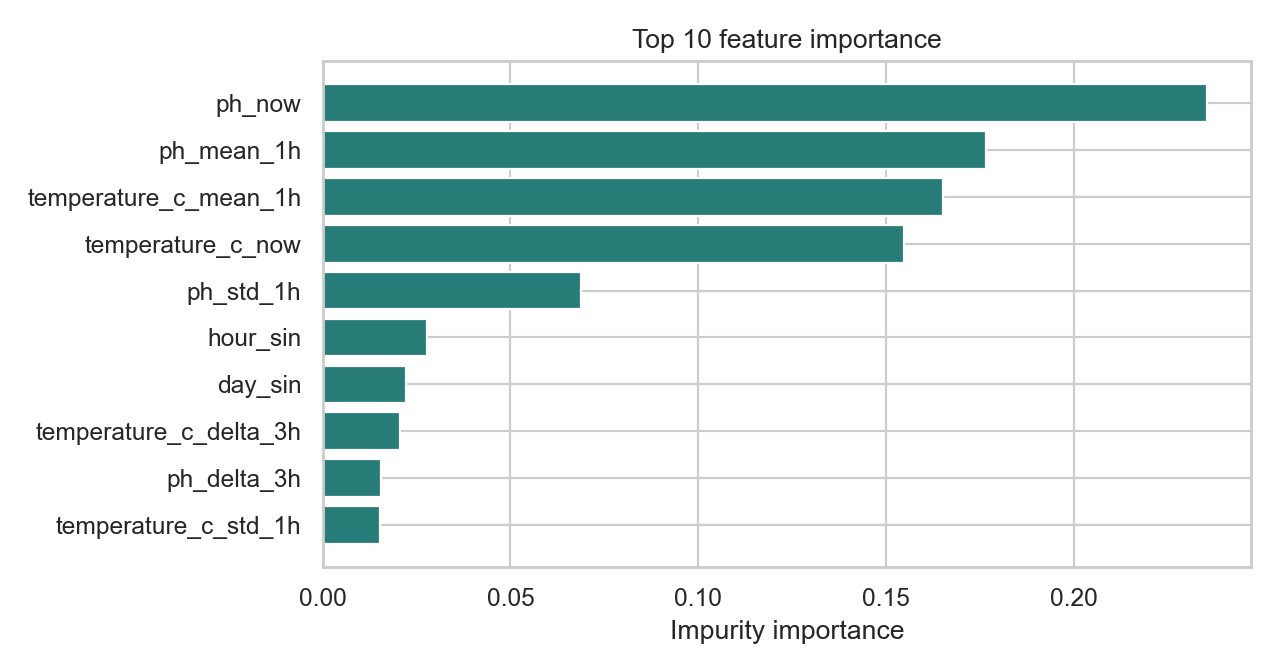 Top 10 feature importance
ph_now
ph_mean_1h
temperature_c_mean_1h
temperature_c_now
ph_std_1h
hour_sin
day_sin
temperature_c_delta_3h
ph_delta_3h
temperature_c_std_1h
0.00 0.05 0.10 0.15 0.20
Impurity importance